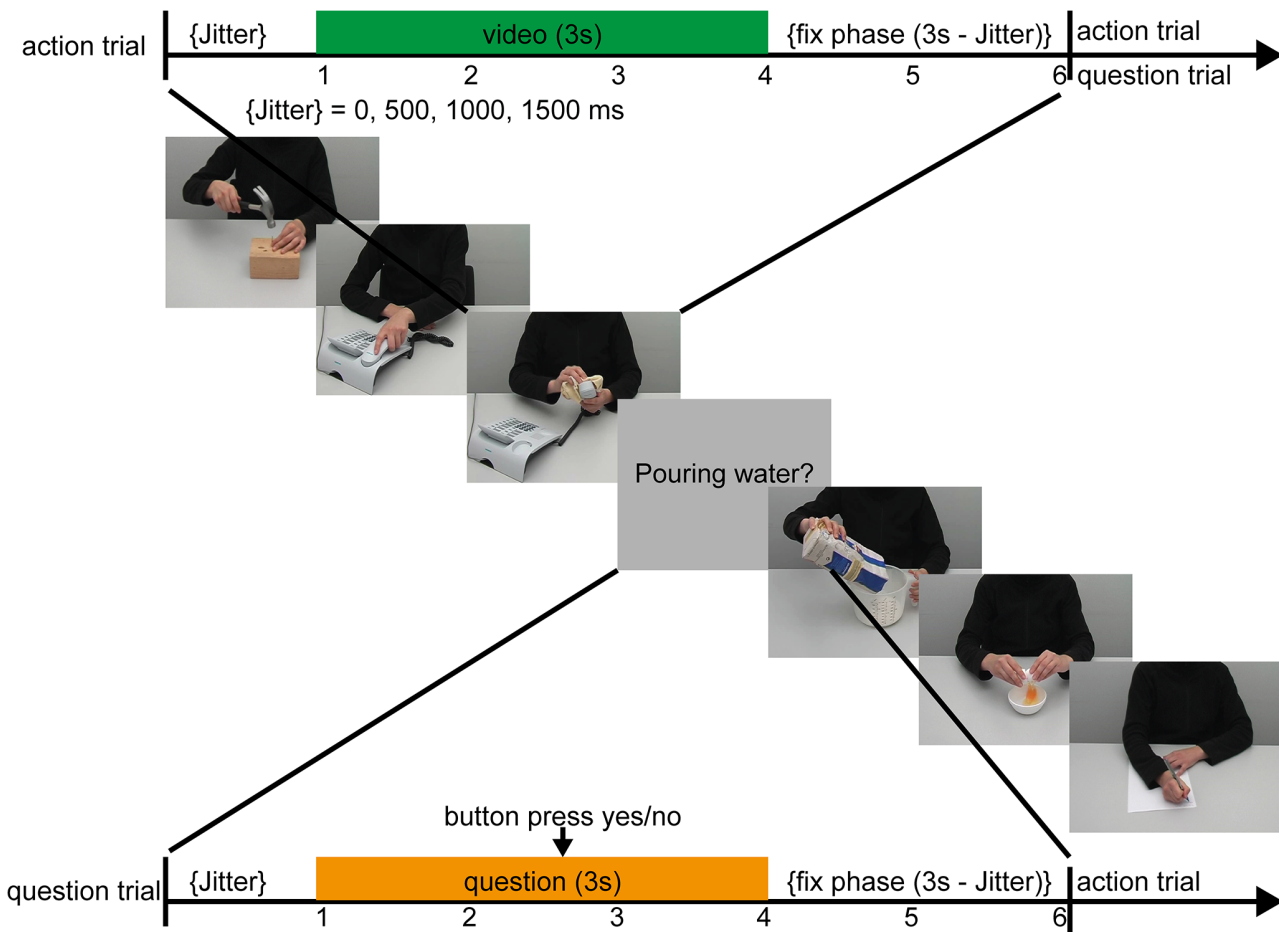 action trial
{Jitter}
video (3s)
{fix phase (3s - Jitter)}
action trial
1
2
3
4
5
6
question trial
{Jitter} = 0, 500, 1000, 1500 ms
Pouring water?
button press yes/no
question trial
{Jitter}
question (3s)
{fix phase (3s - Jitter)}
action trial
1
2
3
4
5
6